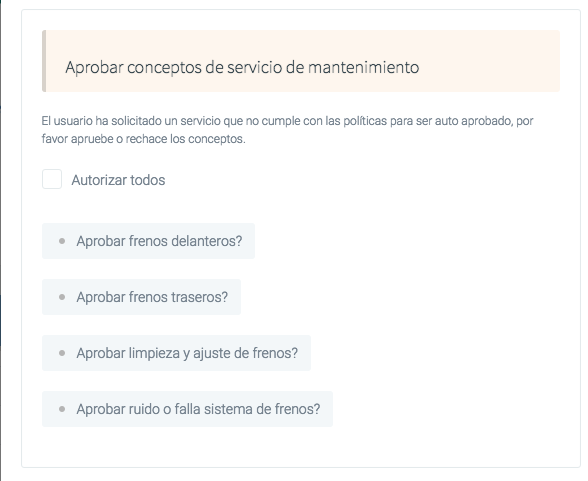 Aprobar conceptos de servicio de mantenimiento
El usuario ha solicitado un servicio que no cumple con las políticas para ser auto aprobado, por
favor apruebe o rechace los conceptos.
Autorizar todos
Aprobar frenos delanteros?
Aprobar frenos traseros?
Aprobar limpieza y ajuste de frenos?
Aprobar ruido o falla sistema de frenos?